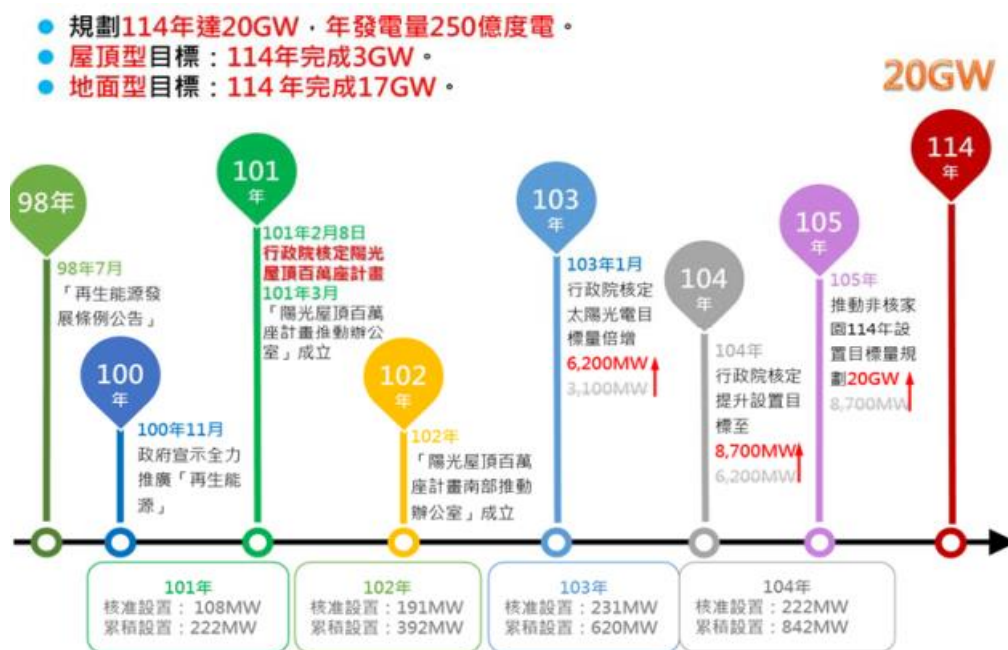 規劃114年達20GW，年發電量250億度電。
屋頂型目標：114年完成3GW。
地面型目標：114年完成17GW。
20GW
98年
98年7月
「再生能源發
展條例公告」
100
年
100年11月
政府宣示全力
推廣「再生能
源」
101
年
101年2月8日
行政院核定陽光
屋頂百萬座計畫
101年3月
「陽光屋頂百萬
座計畫推動辦公
室」成立
102
年
102年
「陽光屋頂百萬
座計畫南部推動
辦公室」成立
103
年
103年1月
行政院核定
太陽光電目
標量倍增
6,200MW
3,100MW
104
年
104年
行政院核定
提升設置目
標至
8,700MW
6,200MW
105
年
105年
推動非核家
園114年設
置目標量規
劃20GW
8,700MW
114
年
101年
核准設置：108MW
累積設置：222MW
102年
核准設置：191MW
累積設置：392MW
103年
核准設置：231MW
累積設置：620MW
104年
核准設置：222MW
累積設置：842MW